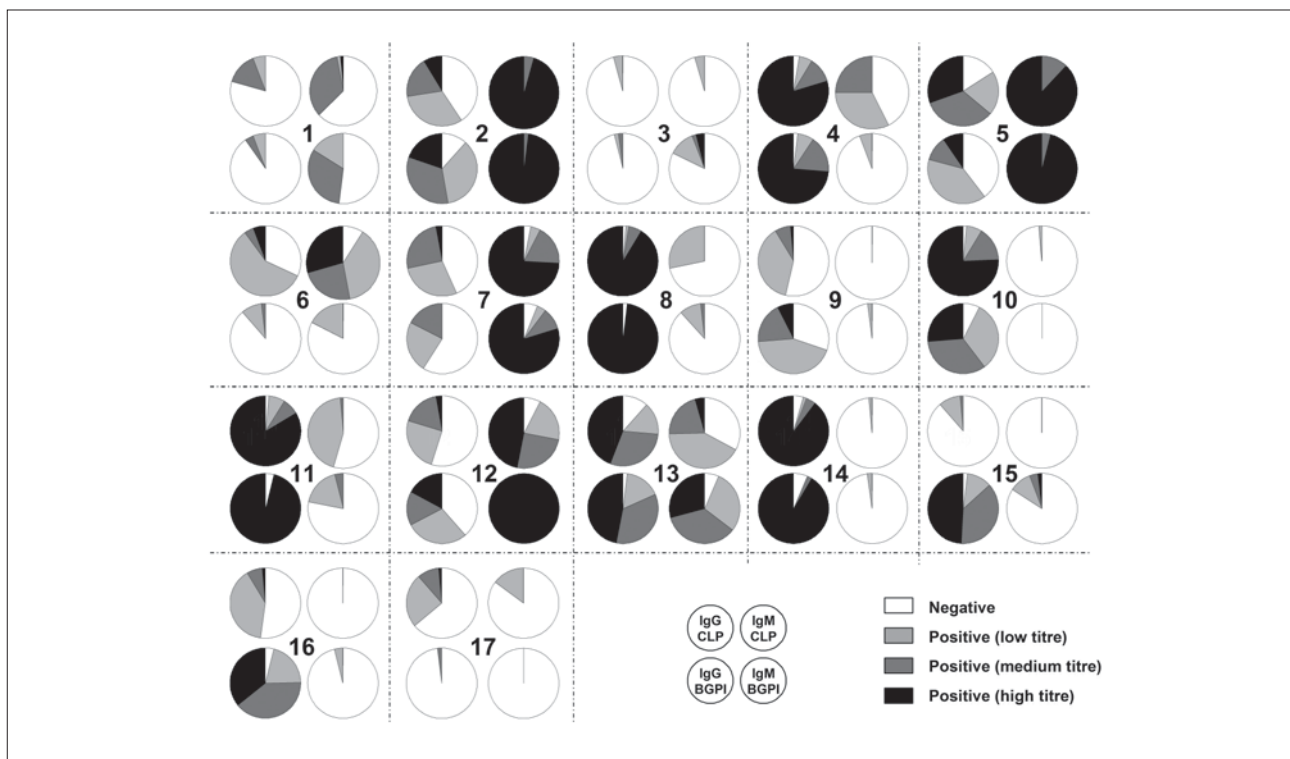 1
2
3
4
5
6
7
8
9
10
11
12
13
14
15
16
17
IgG
CLP
IgM
CLP
IgG
BGPI
IgM
BGPI
Negative
Positive (low titre)
Positive (medium titre)
Positive (high titre)